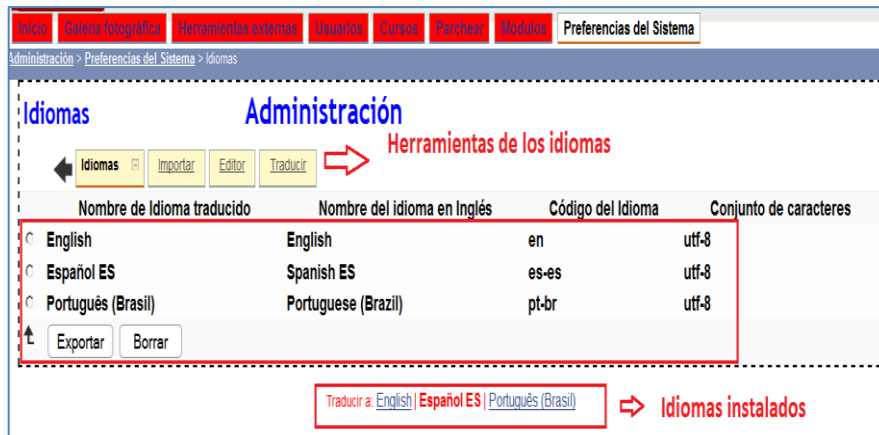 Inicio Galería fotográfica Herramientas externas Usuarios Cursos Parchear Módulos Preferencias del Sistema
Administración > Preferencias del Sistema > Idiomas
Idiomas Administración
Herramientas de los idiomas
Idiomas Importar Editor Traducir
Nombre de Idioma traducido Nombre del idioma en Inglés Código del Idioma Conjunto de caracteres
English English en utf-8
Español ES Spanish ES es-es utf-8
Português (Brasil) Portuguese (Brazil) pt-br utf-8
Exportar Borrar
Traducir a: English | Español ES | Português (Brasil) Idiomas instalados